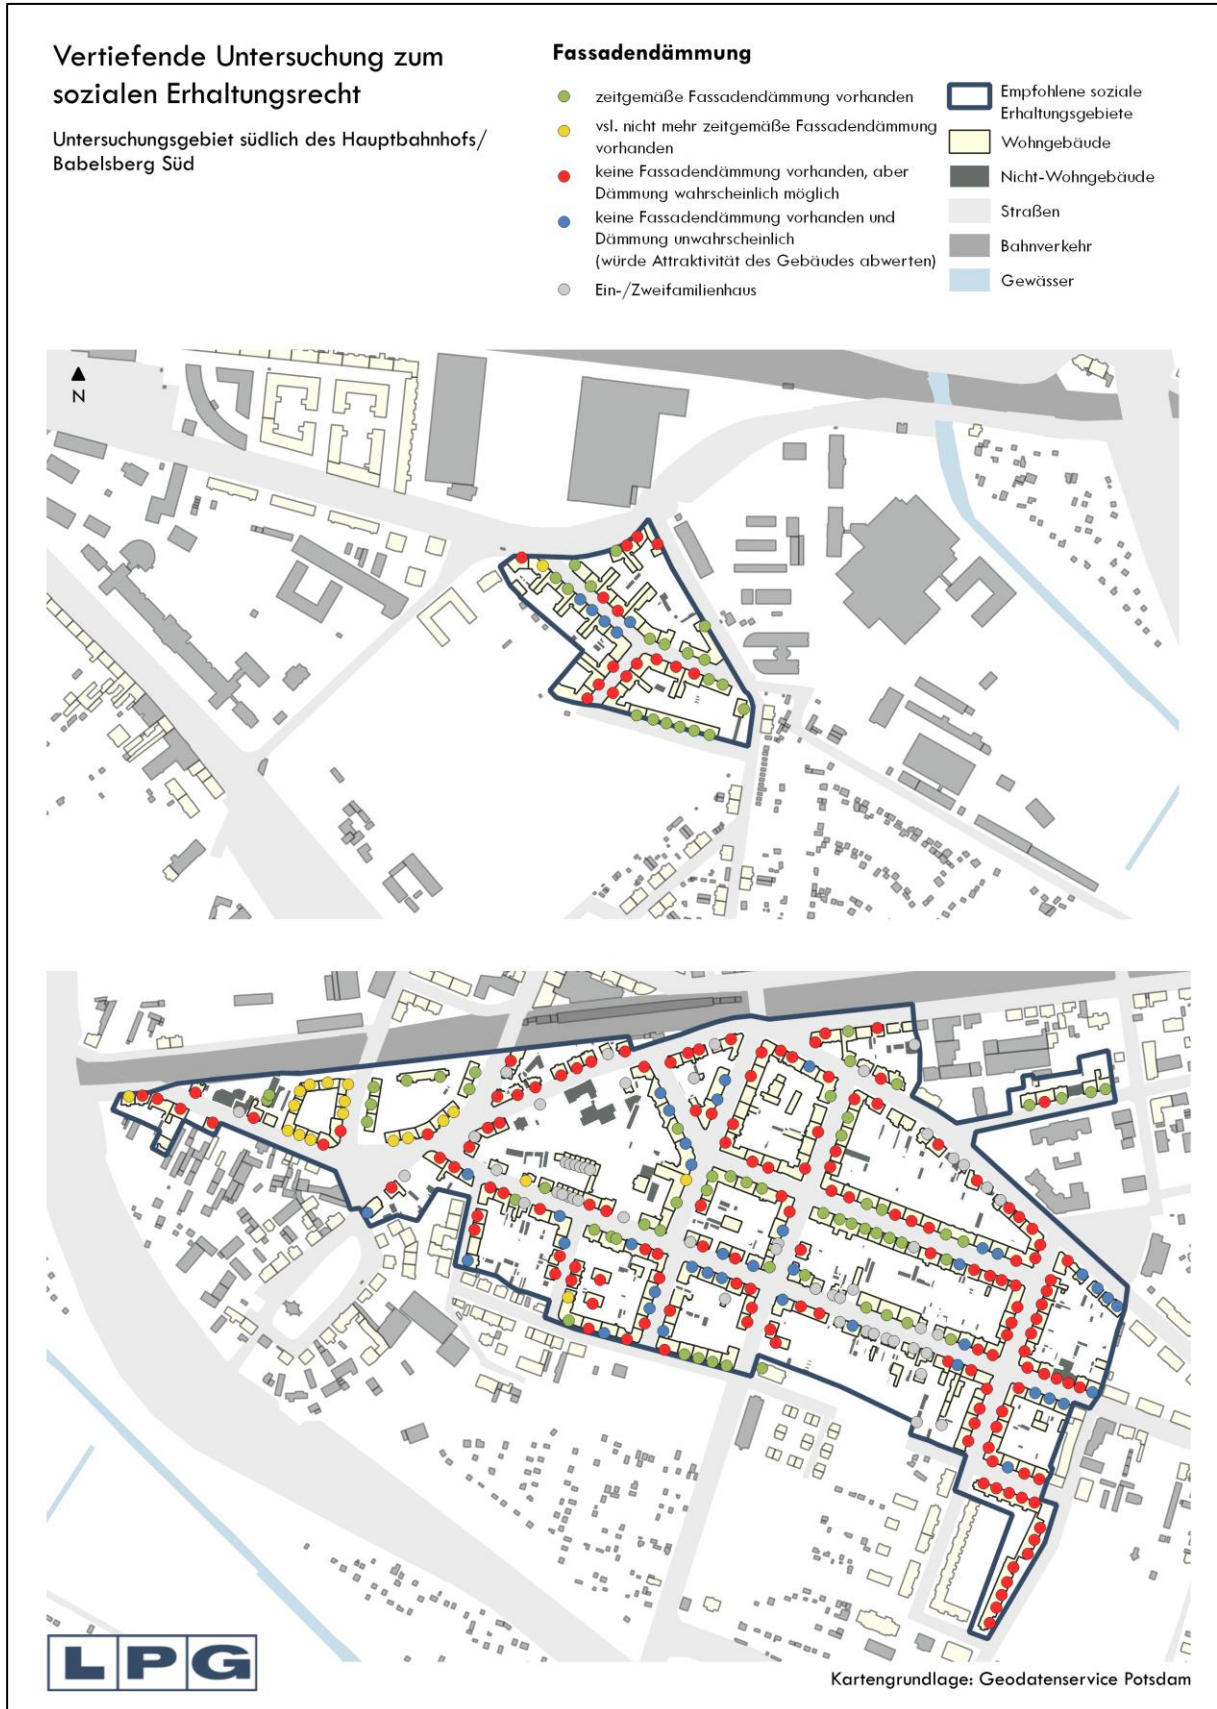 Vertiefende Untersuchung zum
sozialen Erhaltungsrecht
Untersuchungsgebiet südlich des Hauptbahnhofs/
Babelsberg Süd
Fassadendämmung
zeitgemäße Fassadendämmung vorhanden
vsl. nicht mehr zeitgemäße Fassadendämmung
vorhanden
keine Fassadendämmung vorhanden, aber
Dämmung wahrscheinlich möglich
keine Fassadendämmung vorhanden und
Dämmung unwahrscheinlich
(würde Attraktivität des Gebäudes abwerten)
Ein-/Zweifamilienhaus
Empfohlene soziale
Erhaltungsgebiete
Wohngebäude
Nicht-Wohngebäude
Straßen
Bahnverkehr
Gewässer
N
LPG
Kartengrundlage: Geodatenservice Potsdam